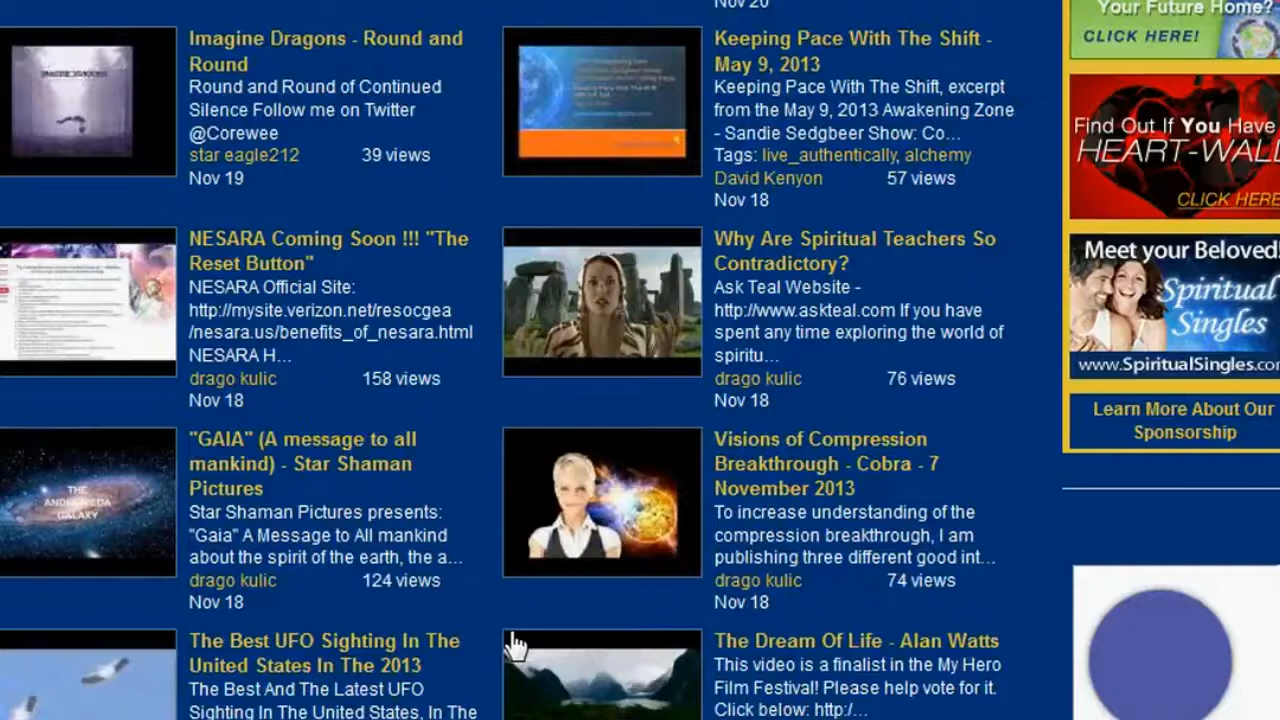 Nov 20
Imagine Dragons - Round and
Round
Round and Round of Continued
Silence Follow me on Twitter
@Corewee
star eagle212 39 views
Nov 19
Keeping Pace With The Shift -
May 9, 2013
Keeping Pace With The Shift, excerpt
from the May 9, 2013 Awakening Zone
- Sandie Sedgbeer Show: Co...
Tags: live_authentically, alchemy
David Kenyon 57 views
Nov 18
NESARA Coming Soon !!! "The
Reset Button"
NESARA Official Site:
http://mysite.verizon.net/resocgea
/nesara.us/benefits_of_nesara.html
NESARA H...
drago kulic 158 views
Nov 18
Why Are Spiritual Teachers So
Contradictory?
Ask Teal Website -
http://www.askteal.com If you have
spent any time exploring the world of
spiritu...
drago kulic 76 views
Nov 18
THE
ANDROMEDA
GALAXY
"GAIA" (A message to all
mankind) - Star Shaman
Pictures
Star Shaman Pictures presents:
"Gaia" A Message to All mankind
about the spirit of the earth, the a...
drago kulic 124 views
Nov 18
Visions of Compression
Breakthrough - Cobra - 7
November 2013
To increase understanding of the
compression breakthrough, I am
publishing three different good int...
drago kulic 74 views
Nov 18
The Best UFO Sighting In The
United States In The 2013
The Best And The Latest UFO
Sighting In The United States, In The
The Dream Of Life - Alan Watts
This video is a finalist in the My Hero
Film Festival! Please help vote for it.
Click below: http:/...
Your Future Home?
CLICK HERE!
Find Out If You Have
HEART-WALL
CLICK HERE
Meet your Beloved!
Spiritual
Singles
www.SpiritualSingles.co
Learn More About Our
Sponsorship